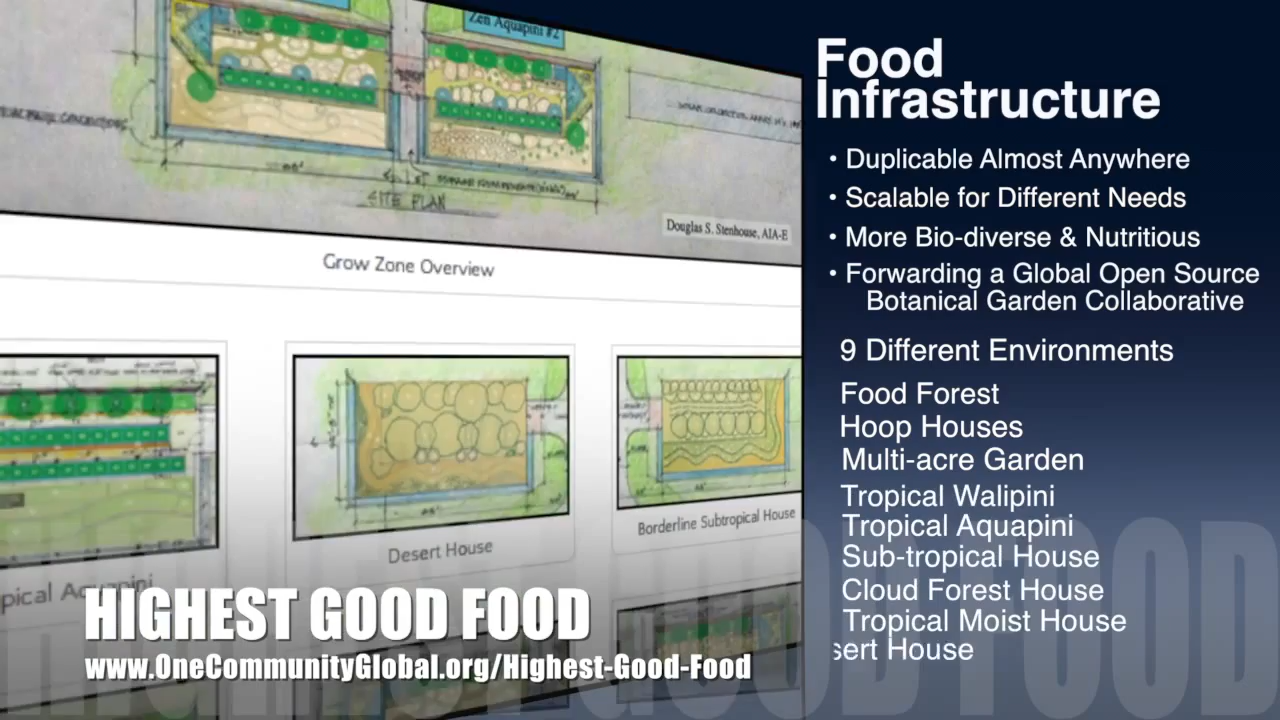 Zen Aquapini #2
SITE PLAN
Douglas S. Stenhouse, AIA-E
Grow Zone Overview
Desert House
Borderline Subtropical House
pical Aquapini
HIGHEST GOOD FOOD
www.OneCommunityGlobal.org/Highest-Good-Food
Food
Infrastructure
• Duplicable Almost Anywhere
• Scalable for Different Needs
• More Bio-diverse & Nutritious
• Forwarding a Global Open Source
Botanical Garden Collaborative
9 Different Environments
Food Forest
Hoop Houses
Multi-acre Garden
Tropical Walipini
Tropical Aquapini
Sub-tropical House
Cloud Forest House
Tropical Moist House
sert House
HIGHEST GOOD FOOD